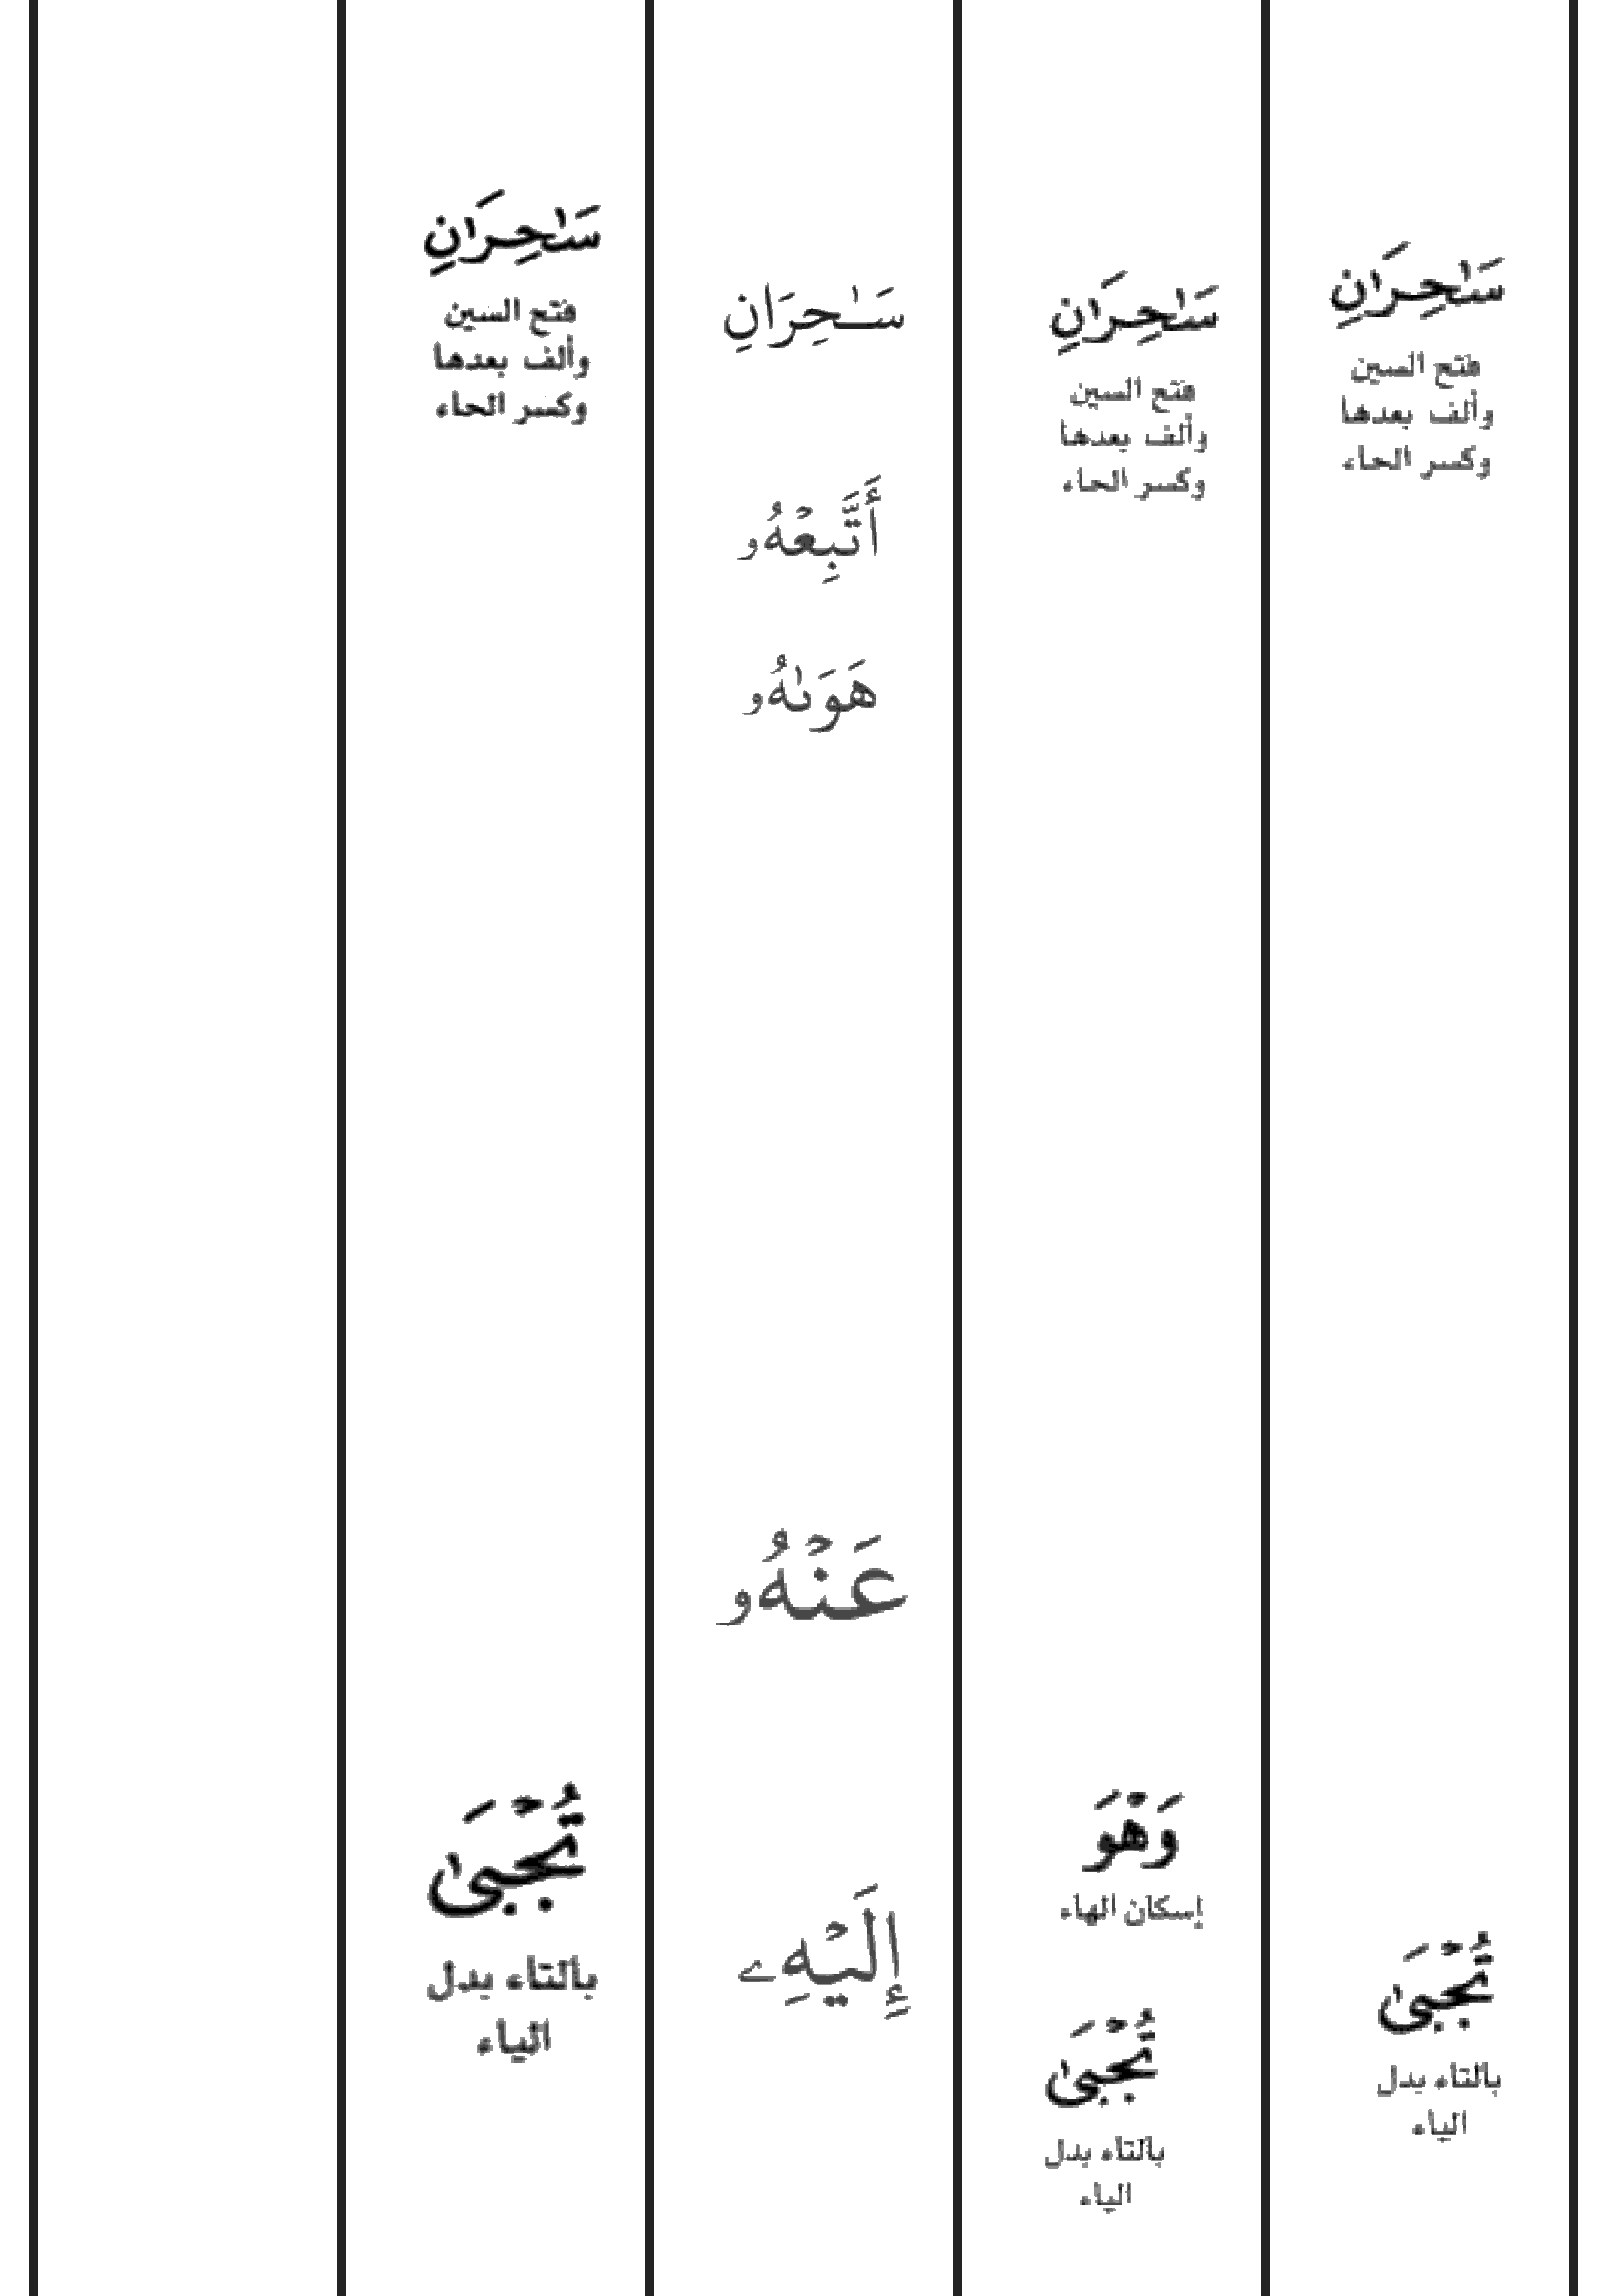 سَٰحِرَانِ
فتح السين
وألف بعدها
وكسر الحاء
تُجْبَىٰ
بالتاء بدل
الياء
سَٰحِرَانِ
فتح السين
وألف بعدها
وكسر الحاء
وَهْوَ
إسكان الهاء
تُجْبَىٰ
بالتاء بدل
الياء
سَـٰحِرَانِ
أَتَّبِعْهُۥ
هَوَىٰهُۥ
عَنْهُۥ
إِلَيْهِۦ
سَٰحِرَانِ
فتح السين
وألف بعدها
وكسر الحاء
تُجْبَىٰ
بالتاء بدل
الياء